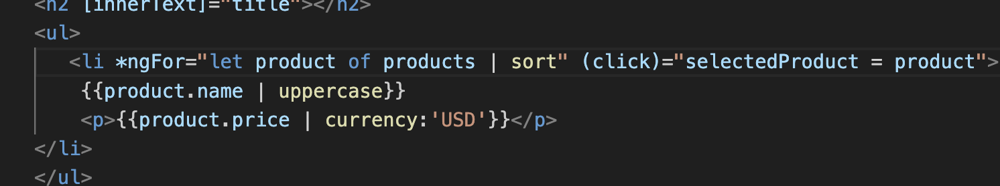 <h2 [innerText]="title"></h2>
<ul>
<li *ngFor="let product of products | sort" (click)="selectedProduct = product">
{{product.name | uppercase}}
<p>{{product.price | currency:'USD'}}</p>
</li>
</ul>